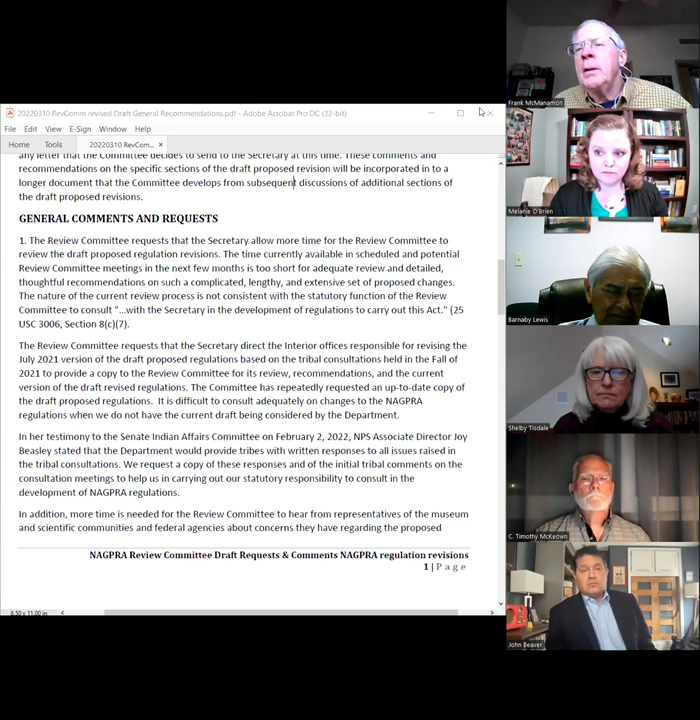 20220310 RevComm revised Draft General Recommendations.pdf - Adobe Acrobat Pro DC (32-bit)
File Edit View E-Sign Window Help
Home Tools 20220310 RevCom... ×
any letter that the Committee decides to send to the Secretary at this time. These comments and
recommendations on the specific sections of the draft proposed revision will be incorporated in to a
longer document that the Committee develops from subsequent discussions of additional sections of
the draft proposed revisions.
GENERAL COMMENTS AND REQUESTS
1. The Review Committee requests that the Secretary allow more time for the Review Committee to
review the draft proposed regulation revisions. The time currently available in scheduled and potential
Review Committee meetings in the next few months is too short for adequate review and detailed,
thoughtful recommendations on such a complicated, lengthy, and extensive set of proposed changes.
The nature of the current review process is not consistent with the statutory function of the Review
Committee to consult "...with the Secretary in the development of regulations to carry out this Act." (25
USC 3006, Section 8(c)(7).
The Review Committee requests that the Secretary direct the Interior offices responsible for revising the
July 2021 version of the draft proposed regulations based on the tribal consultations held in the Fall of
2021 to provide a copy to the Review Committee for its review, recommendations, and the current
version of the draft revised regulations. The Committee has repeatedly requested an up-to-date copy of
the draft proposed regulations. It is difficult to consult adequately on changes to the NAGPRA
regulations when we do not have the current draft being considered by the Department.
In her testimony to the Senate Indian Affairs Committee on February 2, 2022, NPS Associate Director Joy
Beasley stated that the Department would provide tribes with written responses to all issues raised in
the tribal consultations. We request a copy of these responses and of the initial tribal comments on the
consultation meetings to help us in carrying out our statutory responsibility to consult in the
development of NAGPRA regulations.
In addition, more time is needed for the Review Committee to hear from representatives of the museum
and scientific communities and federal agencies about concerns they have regarding the proposed
NAGPRA Review Committee Draft Requests & Comments NAGPRA regulation revisions
1 | P a g e
8.50 x 11.00 in
Frank McManamon
Melanie O'Brien
Barnaby Lewis
Shelby Tisdale
C. Timothy McKeown
John Beaver